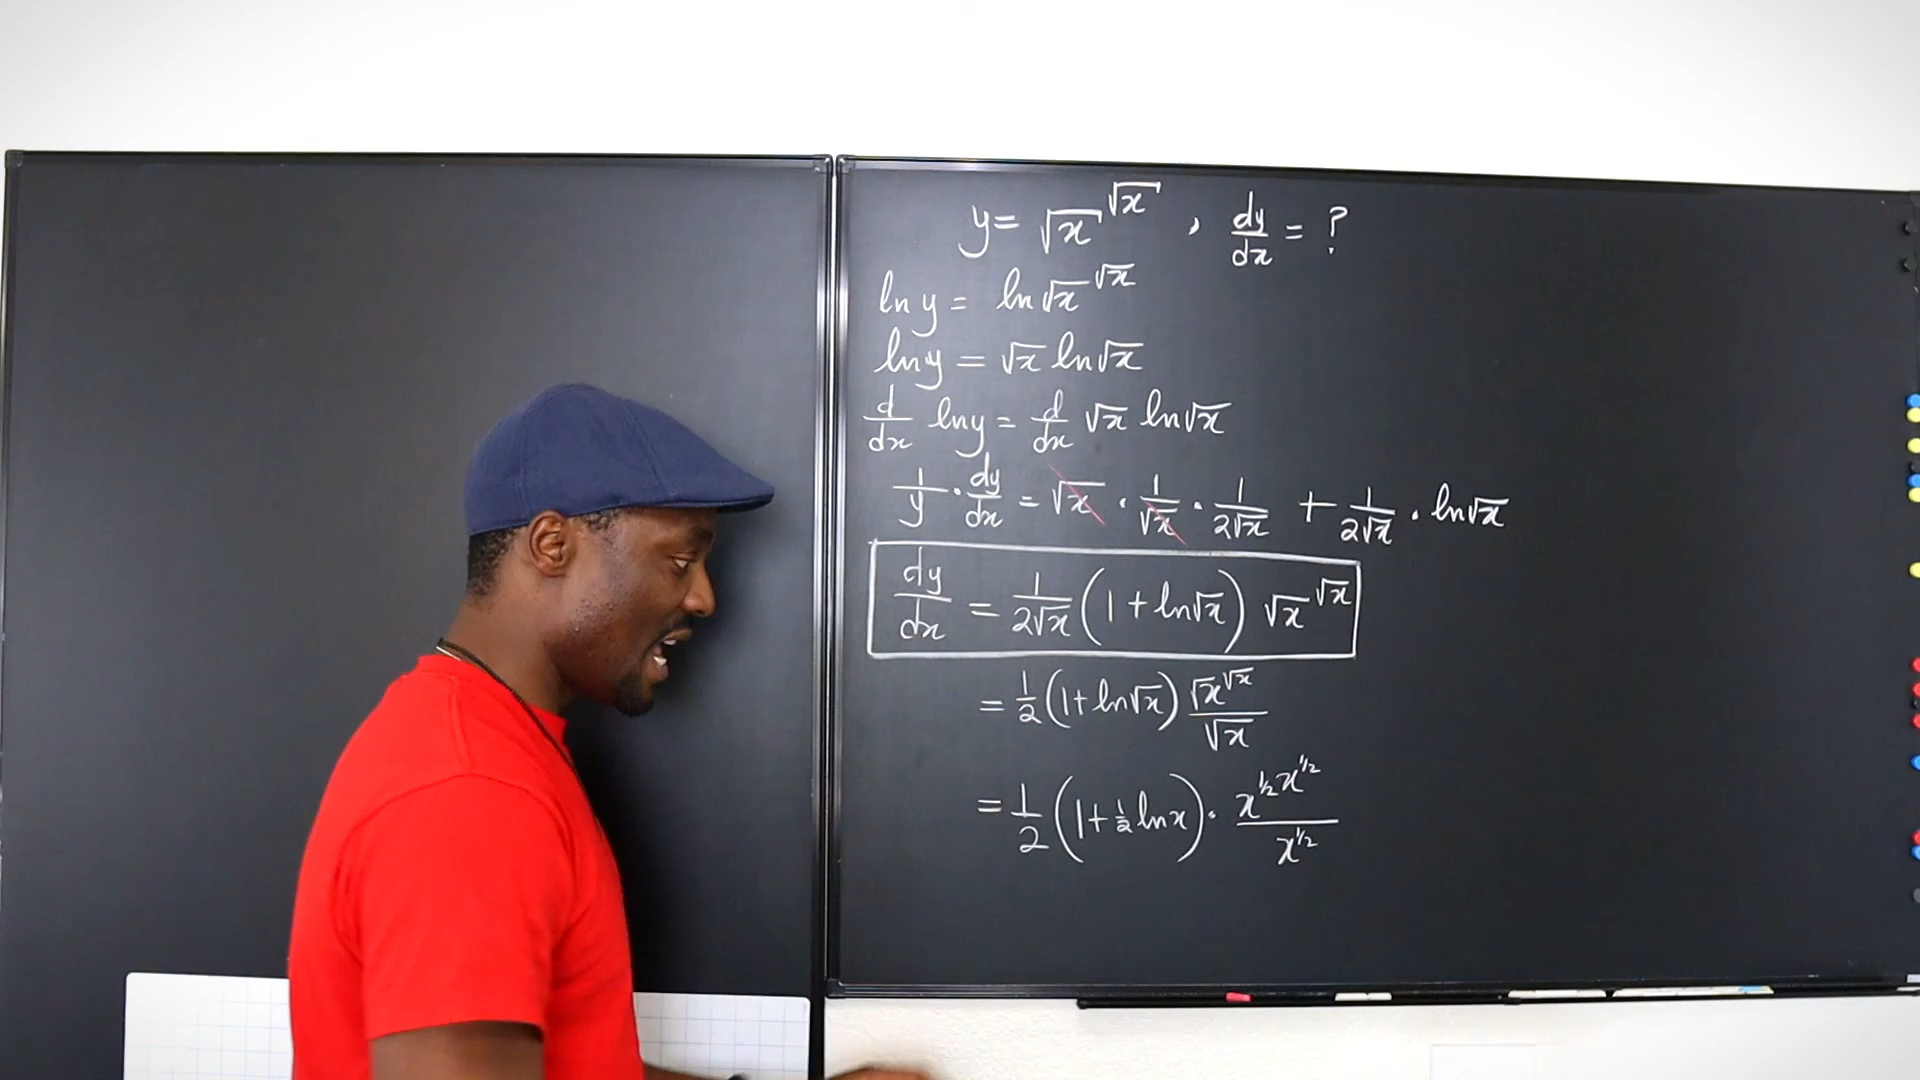 y = √x^√x , dy/dx = ?
ln y = ln √x^√x
ln y = √x ln √x
d/dx ln y = d/dx √x ln √x
1/y · dy/dx = √x · 1/√x · 1/2√x + 1/2√x · ln √x
dy/dx = 1/2√x (1 + ln √x) √x^√x
= 1/2 (1 + ln √x) √x^√x / √x
= 1/2 (1 + 1/2 ln x) · x^1/2 x^1/2 / x^1/2